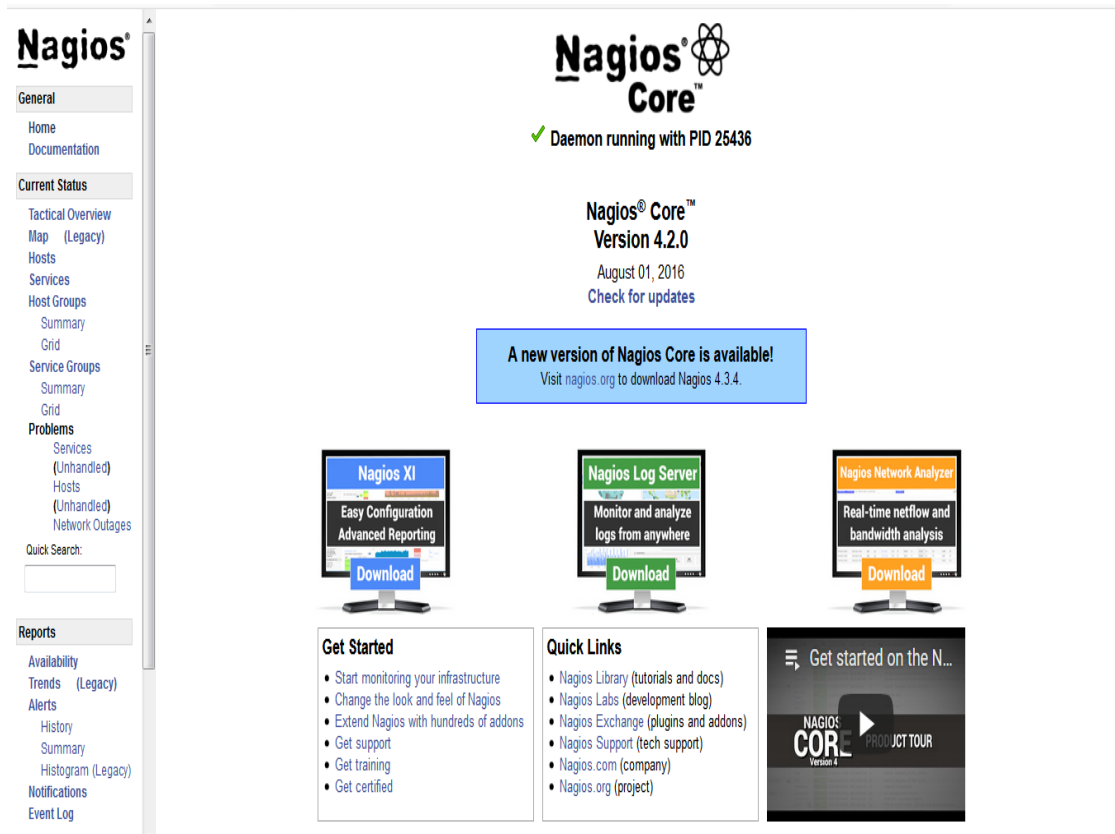 Nagios®
General
Home
Documentation
Current Status
Tactical Overview
Map (Legacy)
Hosts
Services
Host Groups
Summary
Grid
Service Groups
Summary
Grid
Problems
Services
(Unhandled)
Hosts
(Unhandled)
Network Outages
Quick Search:
Reports
Availability
Trends (Legacy)
Alerts
History
Summary
Histogram (Legacy)
Notifications
Event Log
Nagios®
Core™
Daemon running with PID 25436
Nagios® Core™
Version 4.2.0
August 01, 2016
Check for updates
A new version of Nagios Core is available!
Visit nagios.org to download Nagios 4.3.4.
Nagios XI
Easy Configuration
Advanced Reporting
Download
Nagios Log Server
Monitor and analyze
logs from anywhere
Download
Nagios Network Analyzer
Real-time netflow and
bandwidth analysis
Download
Get Started
• Start monitoring your infrastructure
• Change the look and feel of Nagios
• Extend Nagios with hundreds of addons
• Get support
• Get training
• Get certified
Quick Links
• Nagios Library (tutorials and docs)
• Nagios Labs (development blog)
• Nagios Exchange (plugins and addons)
• Nagios Support (tech support)
• Nagios.com (company)
• Nagios.org (project)
Get started on the N...
NAGIOS
CORE PRODUCT TOUR
Version 4